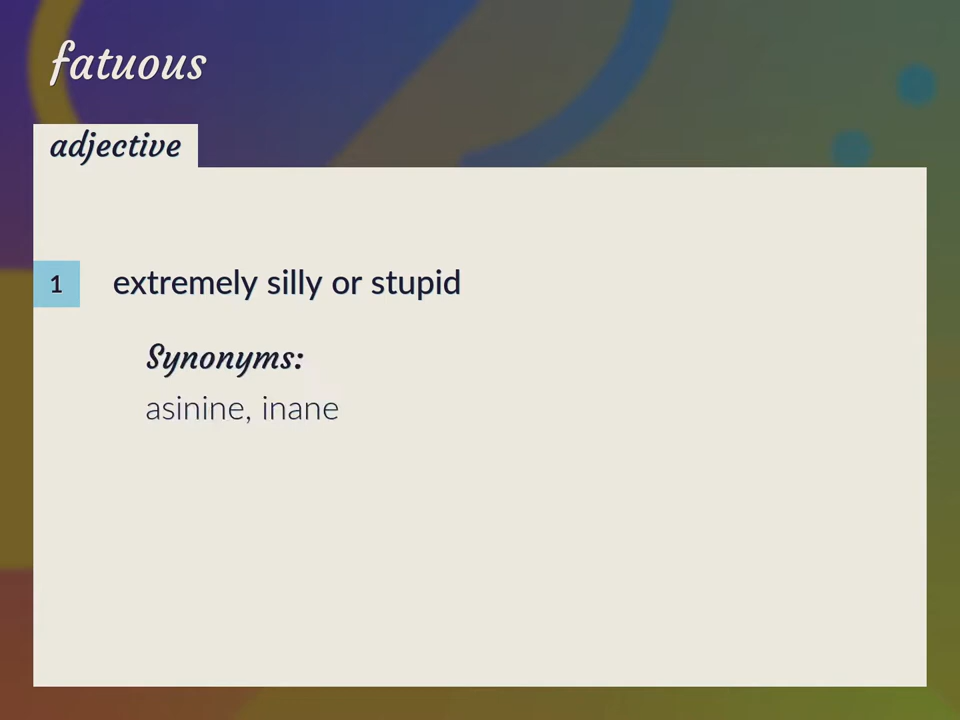 fatuous
adjective
1 extremely silly or stupid
Synonyms:
asinine, inane